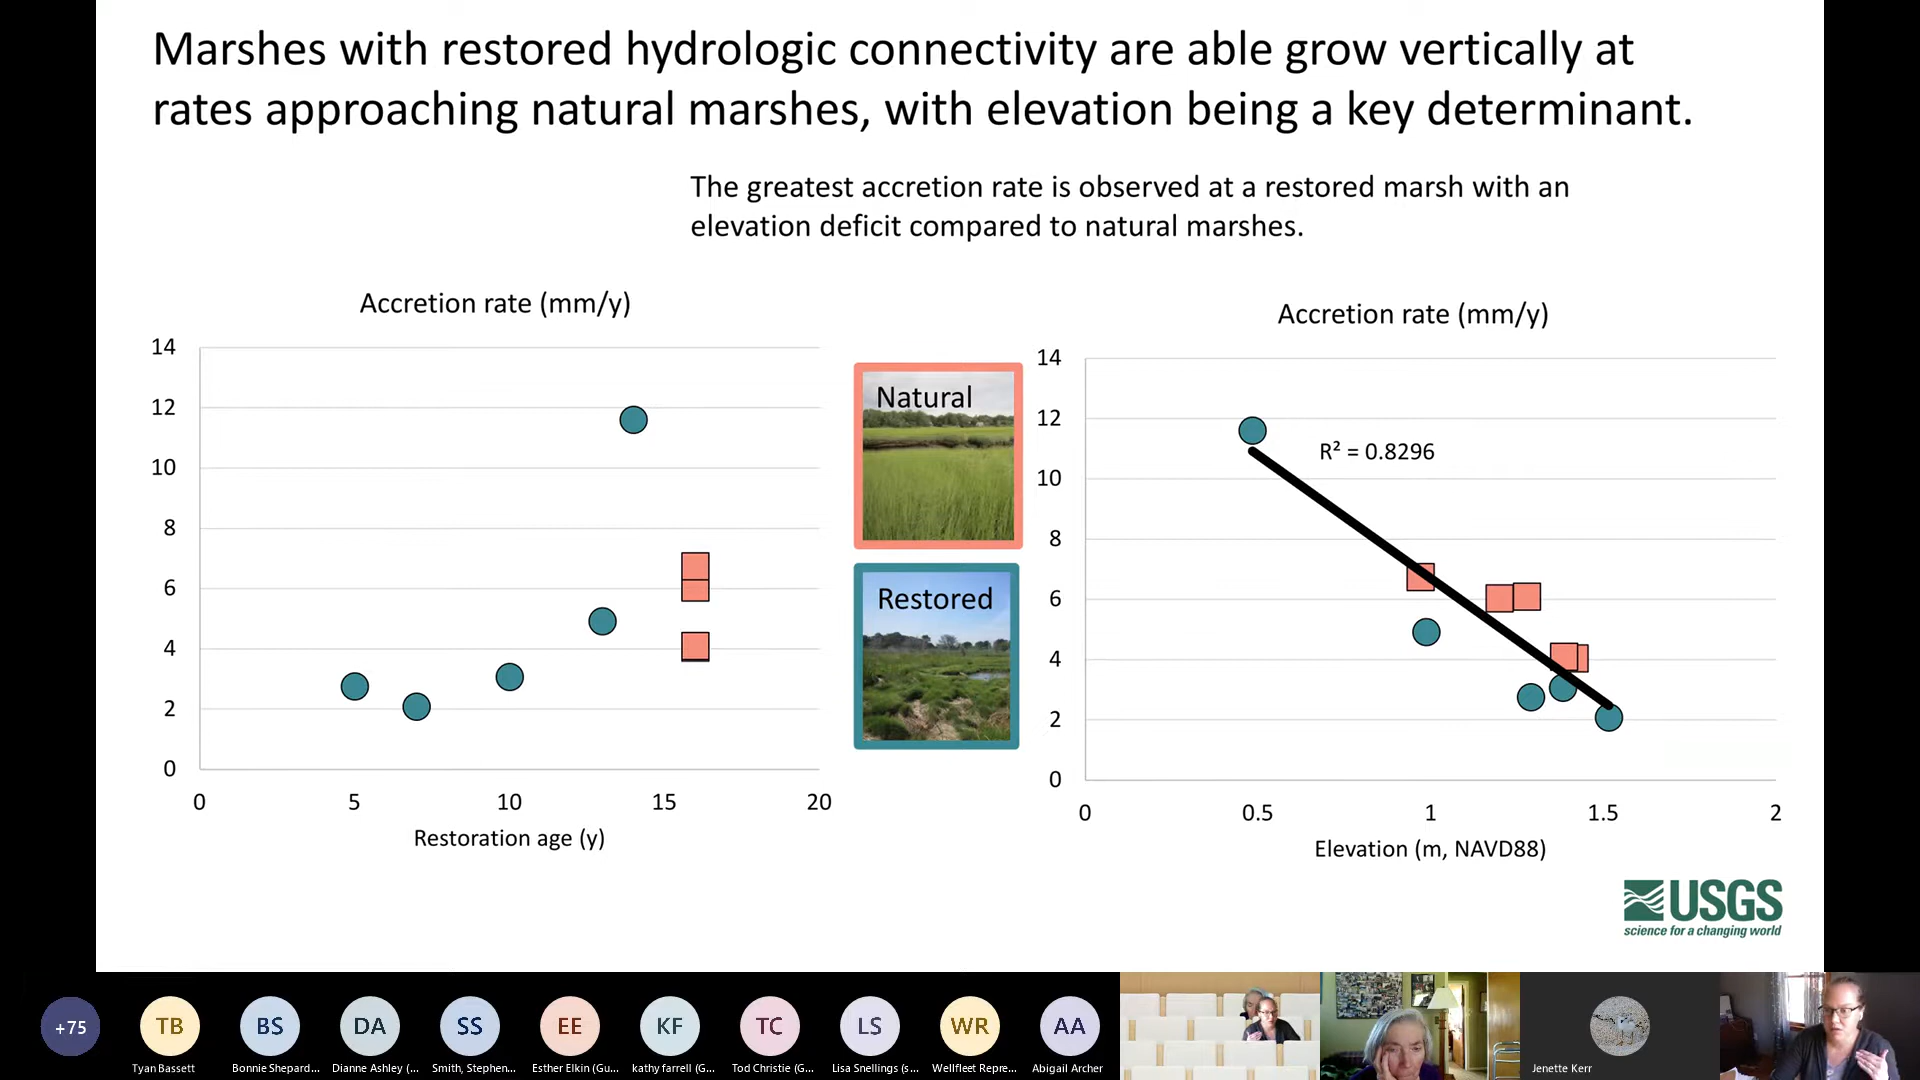 Marshes with restored hydrologic connectivity are able grow vertically at
rates approaching natural marshes, with elevation being a key determinant.
The greatest accretion rate is observed at a restored marsh with an
elevation deficit compared to natural marshes.
Accretion rate (mm/y)
14
12
10
8
6
4
2
0
0 5 10 15 20
Restoration age (y)
Natural
Restored
Accretion rate (mm/y)
14
12
10
8
6
4
2
0
R² = 0.8296
0 0.5 1 1.5 2
Elevation (m, NAVD88)
USGS
science for a changing world
+75
TB
Tyan Bassett
BS
Bonnie Shepard...
DA
Dianne Ashley (...
SS
Smith, Stephen...
EE
Esther Elkin (Gu...
KF
kathy farrell (G...
TC
Tod Christie (G...
LS
Lisa Snellings (s...
WR
Wellfleet Repre...
AA
Abigail Archer
Jenette Kerr